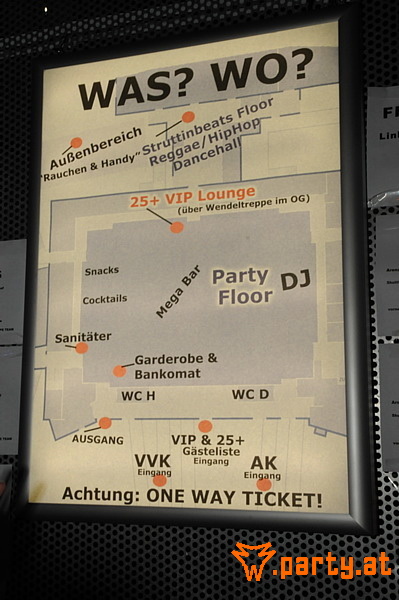 WAS? WO?
Außenbereich
"Rauchen & Handy"
Struttinbeats Floor
Reggae/HipHop
Dancehall
25+ VIP Lounge
(über Wendeltreppe im OG)
Snacks
Cocktails
Mega Bar
Party
Floor
DJ
Sanitäter
Garderobe &
Bankomat
WC H
WC D
AUSGANG
VIP & 25+
Gästeliste
Eingang
VVK
Eingang
AK
Eingang
Achtung: ONE WAY TICKET!
.party.at